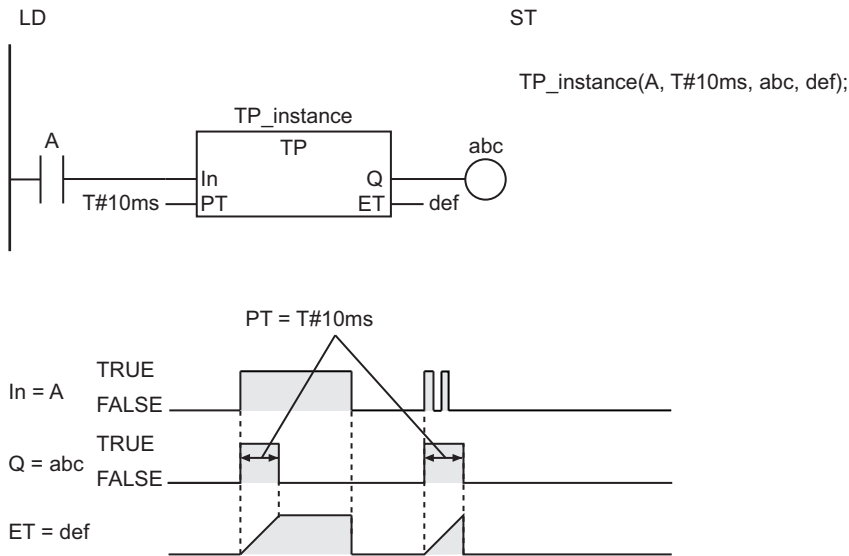 LD
ST
TP_instance(A, T#10ms, abc, def);
TP_instance
A
TP
abc
In
Q
T#10ms
PT
ET
def
PT = T#10ms
In = A
TRUE
FALSE
Q = abc
TRUE
FALSE
ET = def